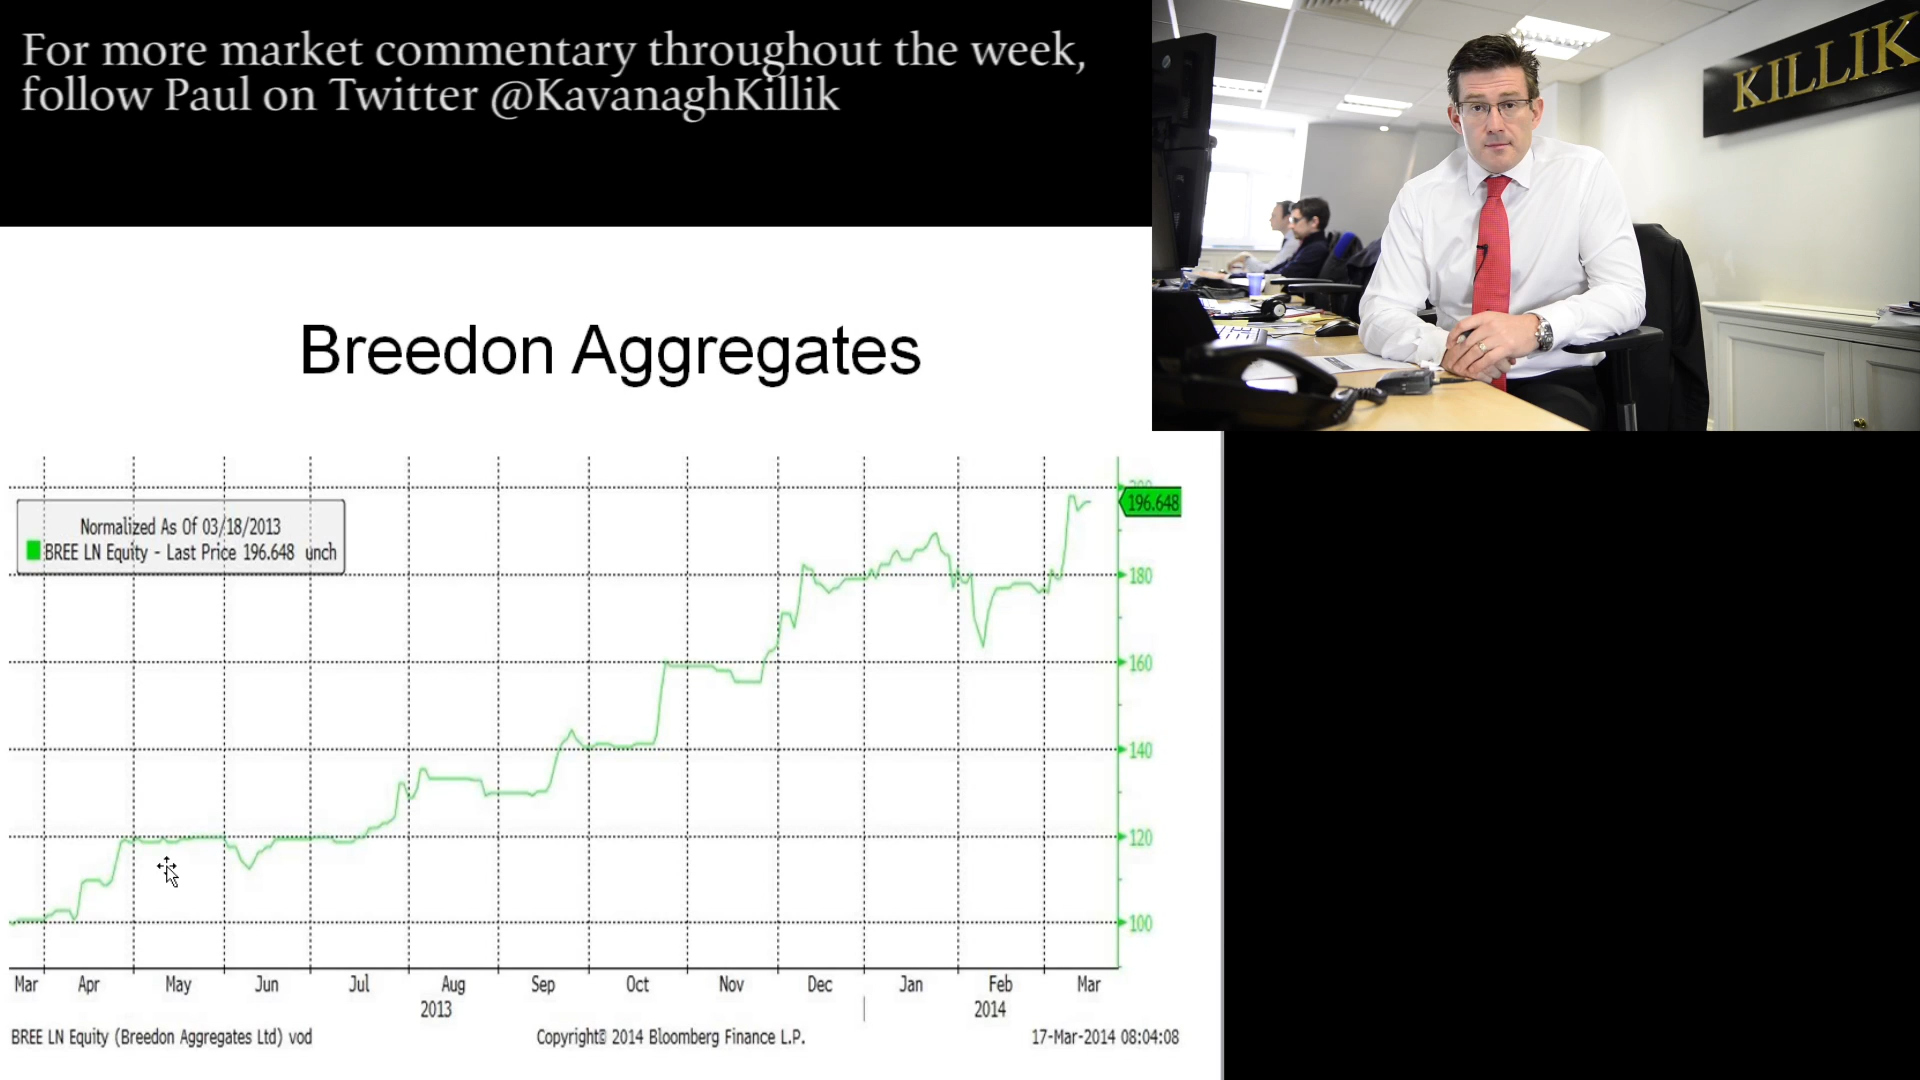 For more market commentary throughout the week,
follow Paul on Twitter @KavanaghKillik
KILLIK
Breedon Aggregates
Normalized As Of 03/18/2013
BREE LN Equity - Last Price 196.648 unch
200
196.648
180
160
140
120
100
Mar Apr May Jun Jul Aug Sep Oct Nov Dec Jan Feb Mar
2013 2014
BREE LN Equity (Breedon Aggregates Ltd) vod Copyright© 2014 Bloomberg Finance L.P. 17-Mar-2014 08:04:08